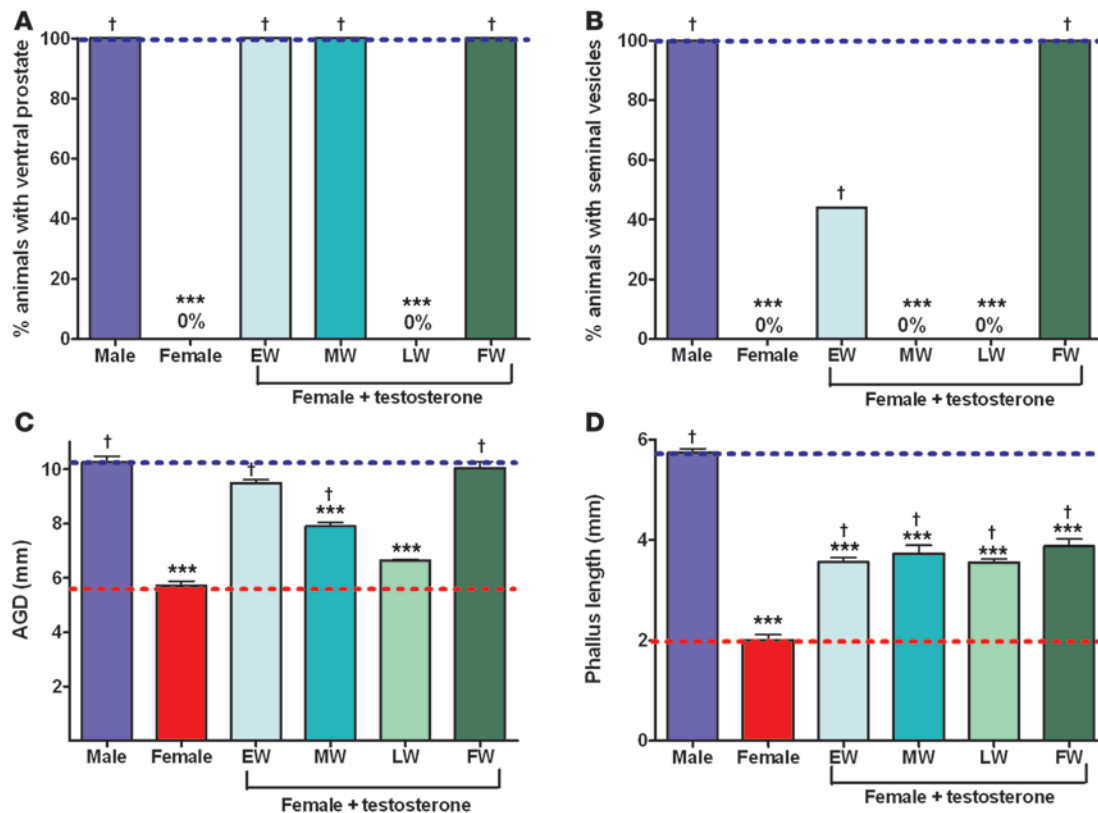 A
% animals with ventral prostate
100
80
60
40
20
0
† † † †
***
0%
***
0%
Male Female EW MW LW FW
Female + testosterone
B
% animals with seminal vesicles
100
80
60
40
20
0
† † †
***
0%
***
0%
***
0%
Male Female EW MW LW FW
Female + testosterone
C
AGD (mm)
10
8
6
4
2
†
***
†
†
***
***
†
Male Female EW MW LW FW
Female + testosterone
D
Phallus length (mm)
6
4
2
0
†
***
†
***
†
***
†
***
†
***
Male Female EW MW LW FW
Female + testosterone